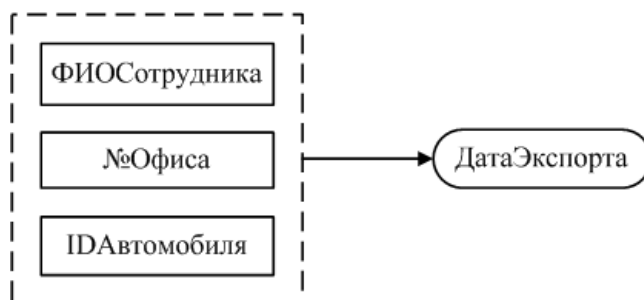 ФИОСотрудника
№Офиса
ДатаЭкспорта
IDАвтомобиля